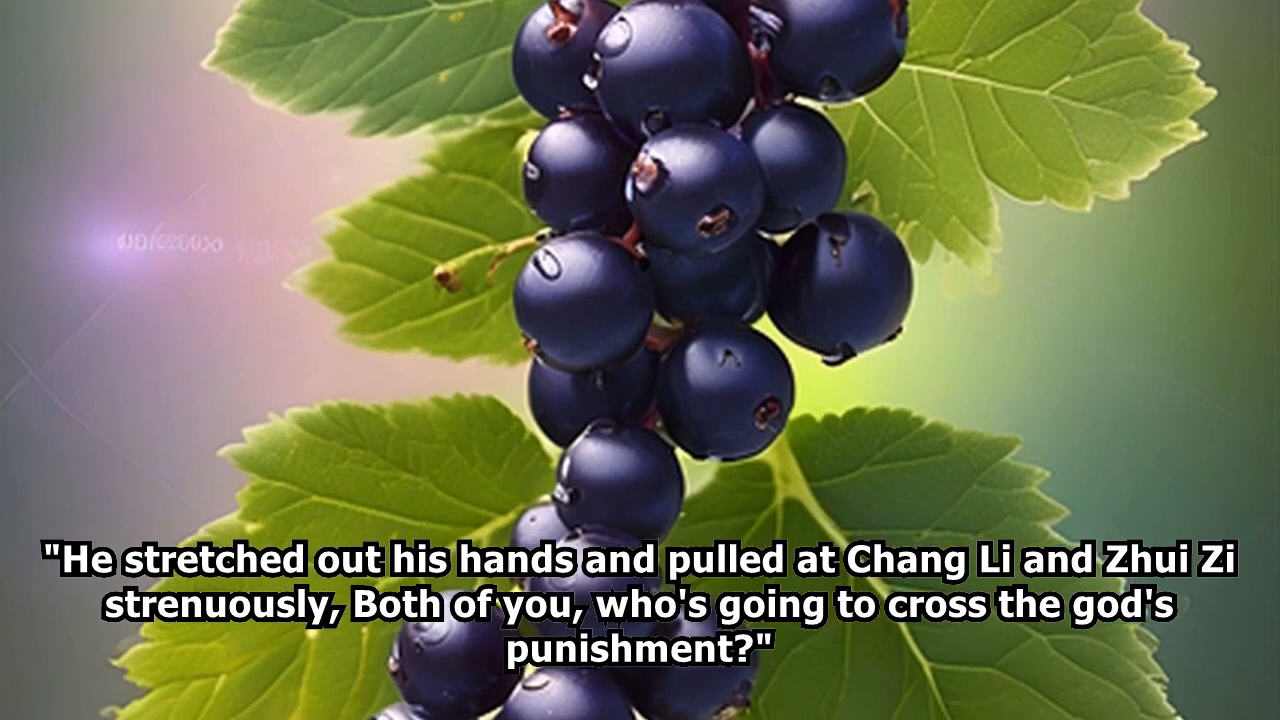 "He stretched out his hands and pulled at Chang Li and Zhui Zi
strenuously, Both of you, who's going to cross the god's
punishment?"